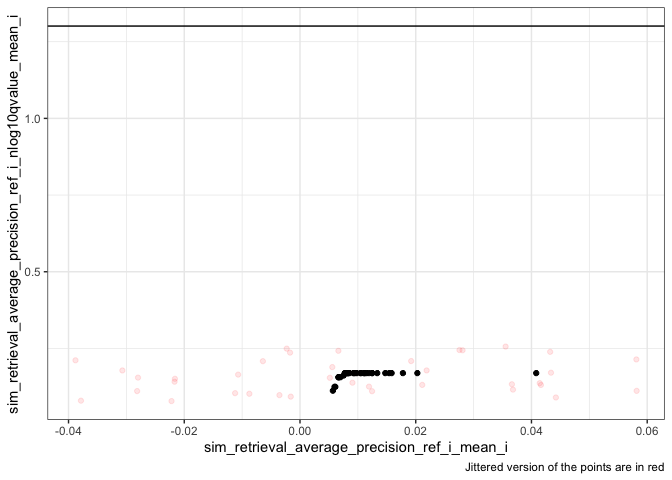 sim_retrieval_average_precision_ref_i_nlog10qvalue_mean_i
1.0
0.5
-0.04 -0.02 0.00 0.02 0.04 0.06
sim_retrieval_average_precision_ref_i_mean_i
Jittered version of the points are in red